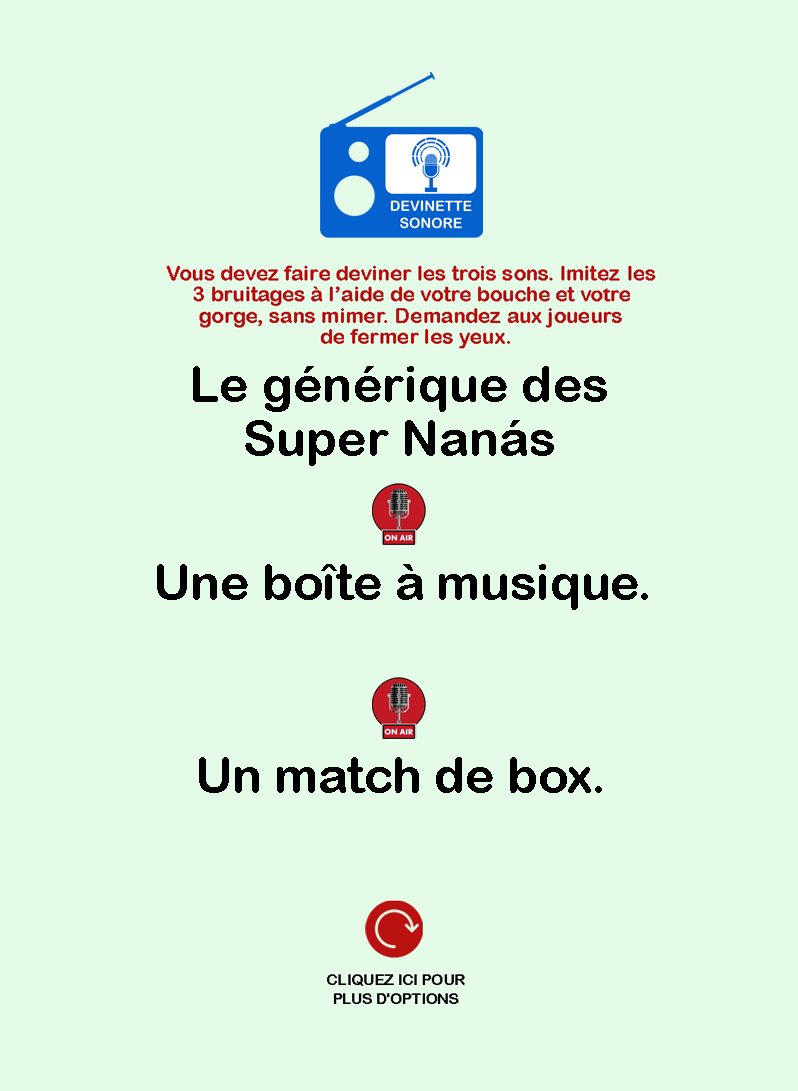 DEVINETTE
SONORE
Vous devez faire deviner les trois sons. Imitez les
3 bruitages à l’aide de votre bouche et votre
gorge, sans mimer. Demandez aux joueurs
de fermer les yeux.
Le générique des
Super Nanás
ON AIR
Une boîte à musique.
ON AIR
Un match de box.
CLIQUEZ ICI POUR
PLUS D'OPTIONS